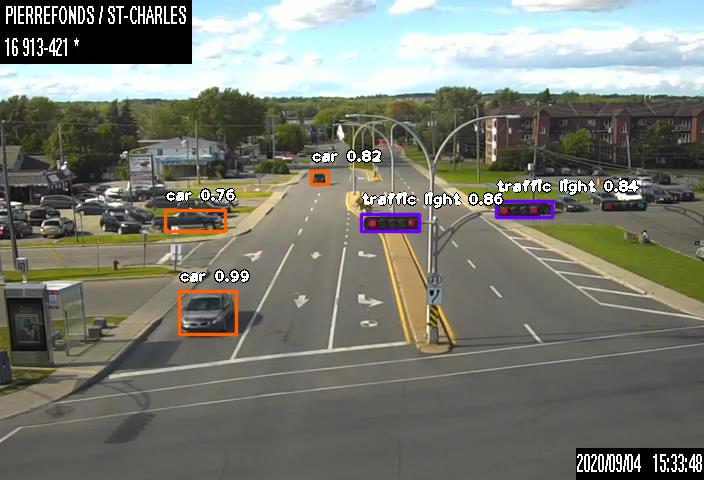 PIERREFONDS / ST-CHARLES
16 913-421 *
car 0.82
car 0.76
traffic light 0.86
traffic light 0.84
car 0.99
2020/09/04 15:33:48